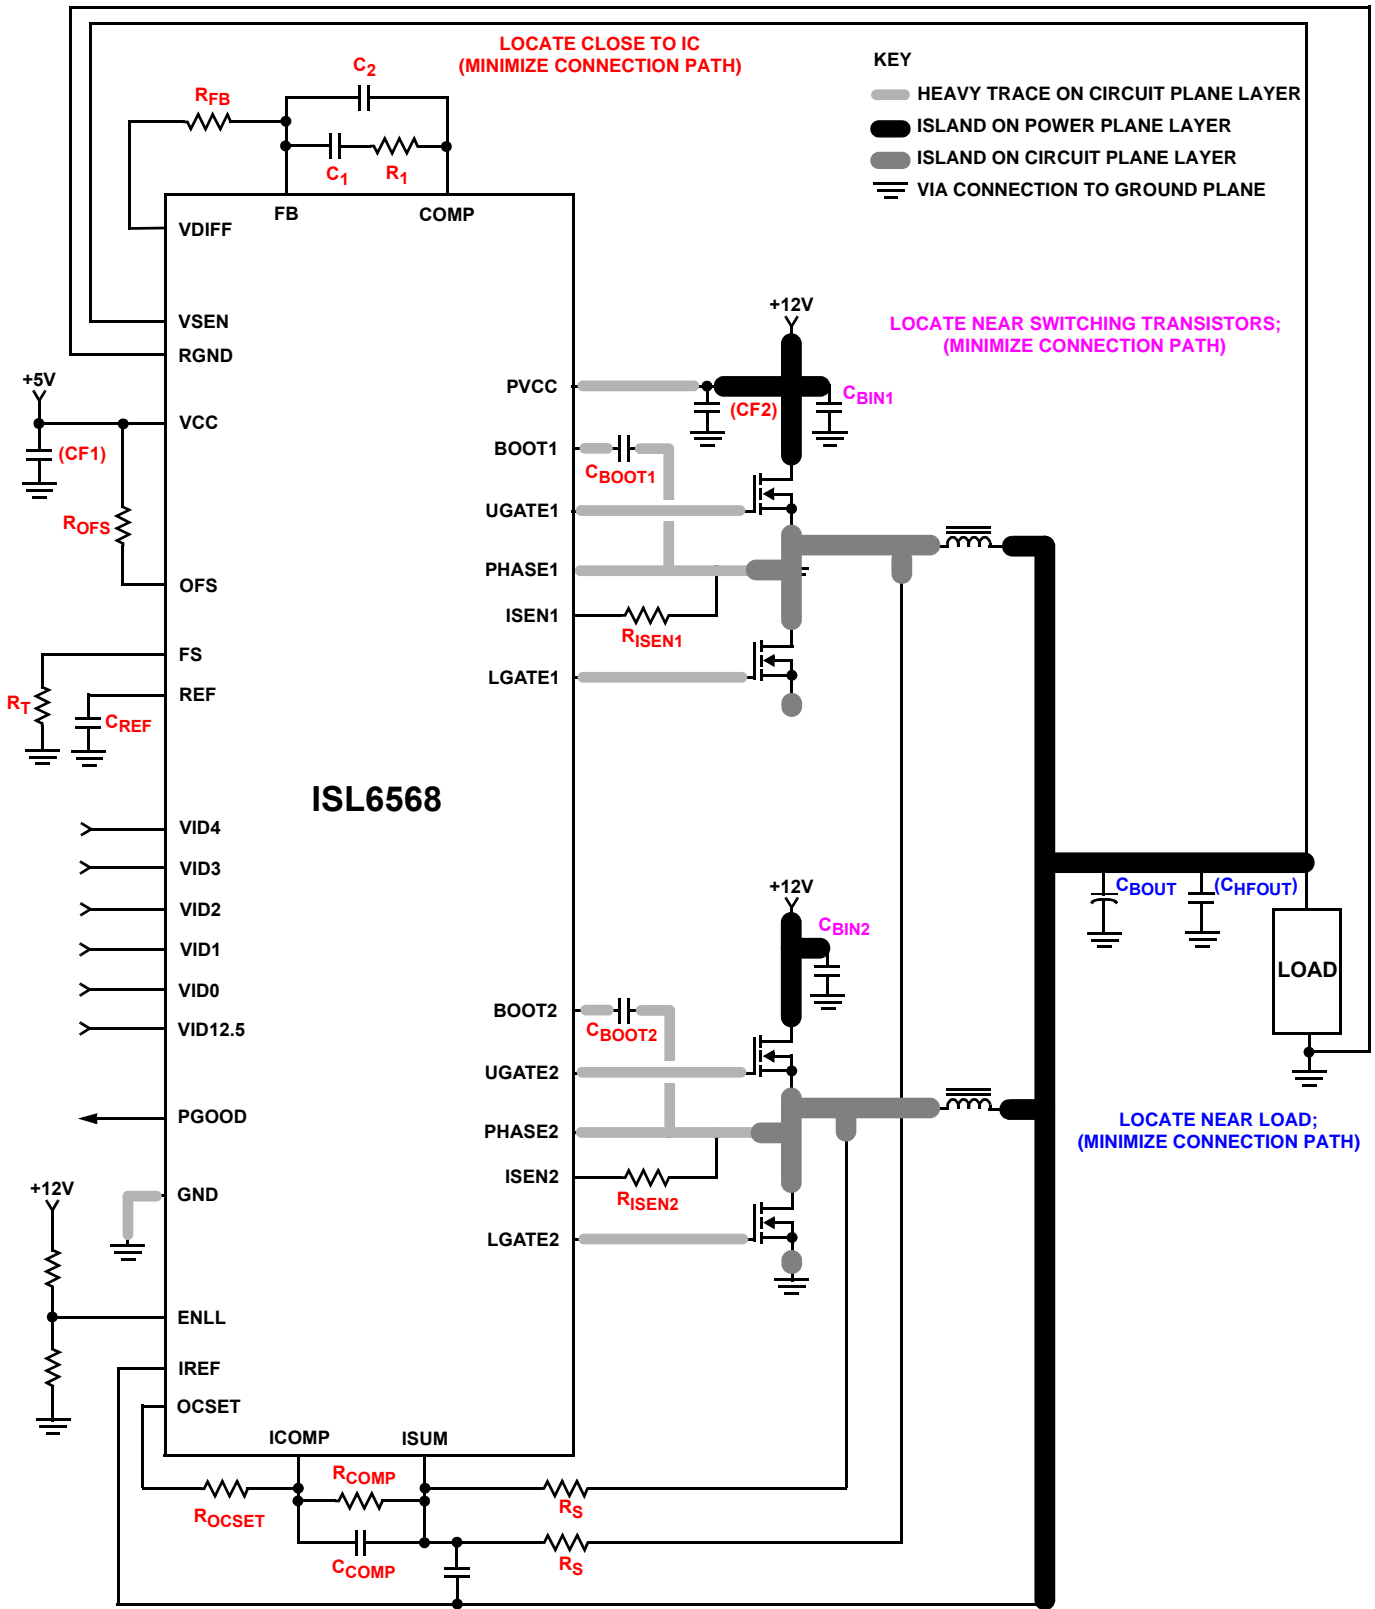 LOCATE CLOSE TO IC
(MINIMIZE CONNECTION PATH)
KEY
HEAVY TRACE ON CIRCUIT PLANE LAYER
ISLAND ON POWER PLANE LAYER
ISLAND ON CIRCUIT PLANE LAYER
VIA CONNECTION TO GROUND PLANE
C2
RFB
C1
R1
FB
COMP
VDIFF
VSEN
RGND
+5V
VCC
(CF1)
ROFS
OFS
FS
REF
RT
CREF
+12V
LOCATE NEAR SWITCHING TRANSISTORS;
(MINIMIZE CONNECTION PATH)
PVCC
(CF2)
CBIN1
BOOT1
CBOOT1
UGATE1
PHASE1
ISEN1
RISEN1
LGATE1
ISL6568
VID4
VID3
VID2
VID1
VID0
VID12.5
PGOOD
+12V
GND
ENLL
IREF
OCSET
+12V
CBIN2
CBOUT
(CHFOUT)
LOAD
BOOT2
CBOOT2
UGATE2
PHASE2
ISEN2
RISEN2
LGATE2
LOCATE NEAR LOAD;
(MINIMIZE CONNECTION PATH)
ICOMP
ISUM
RCOMP
ROCSET
RS
CCOMP
RS